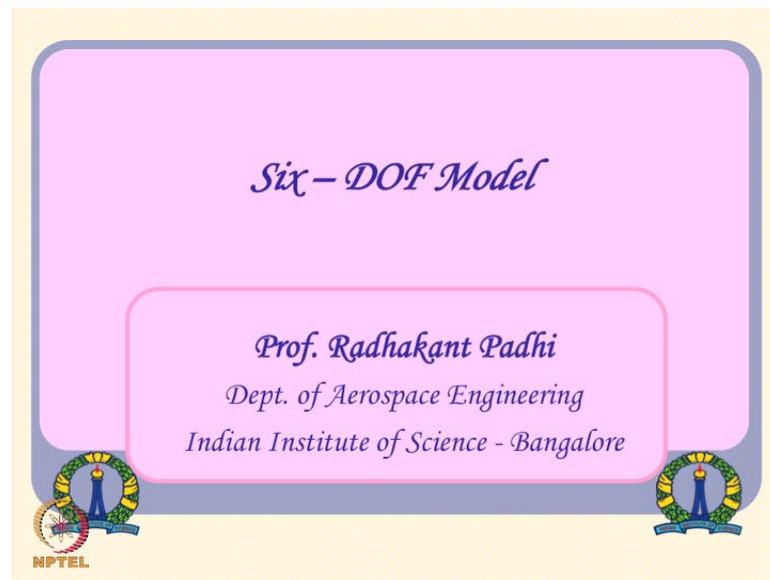 Six – DOF Model
Prof. Radhakant Padhi
Dept. of Aerospace Engineering
Indian Institute of Science - Bangalore
NPTEL